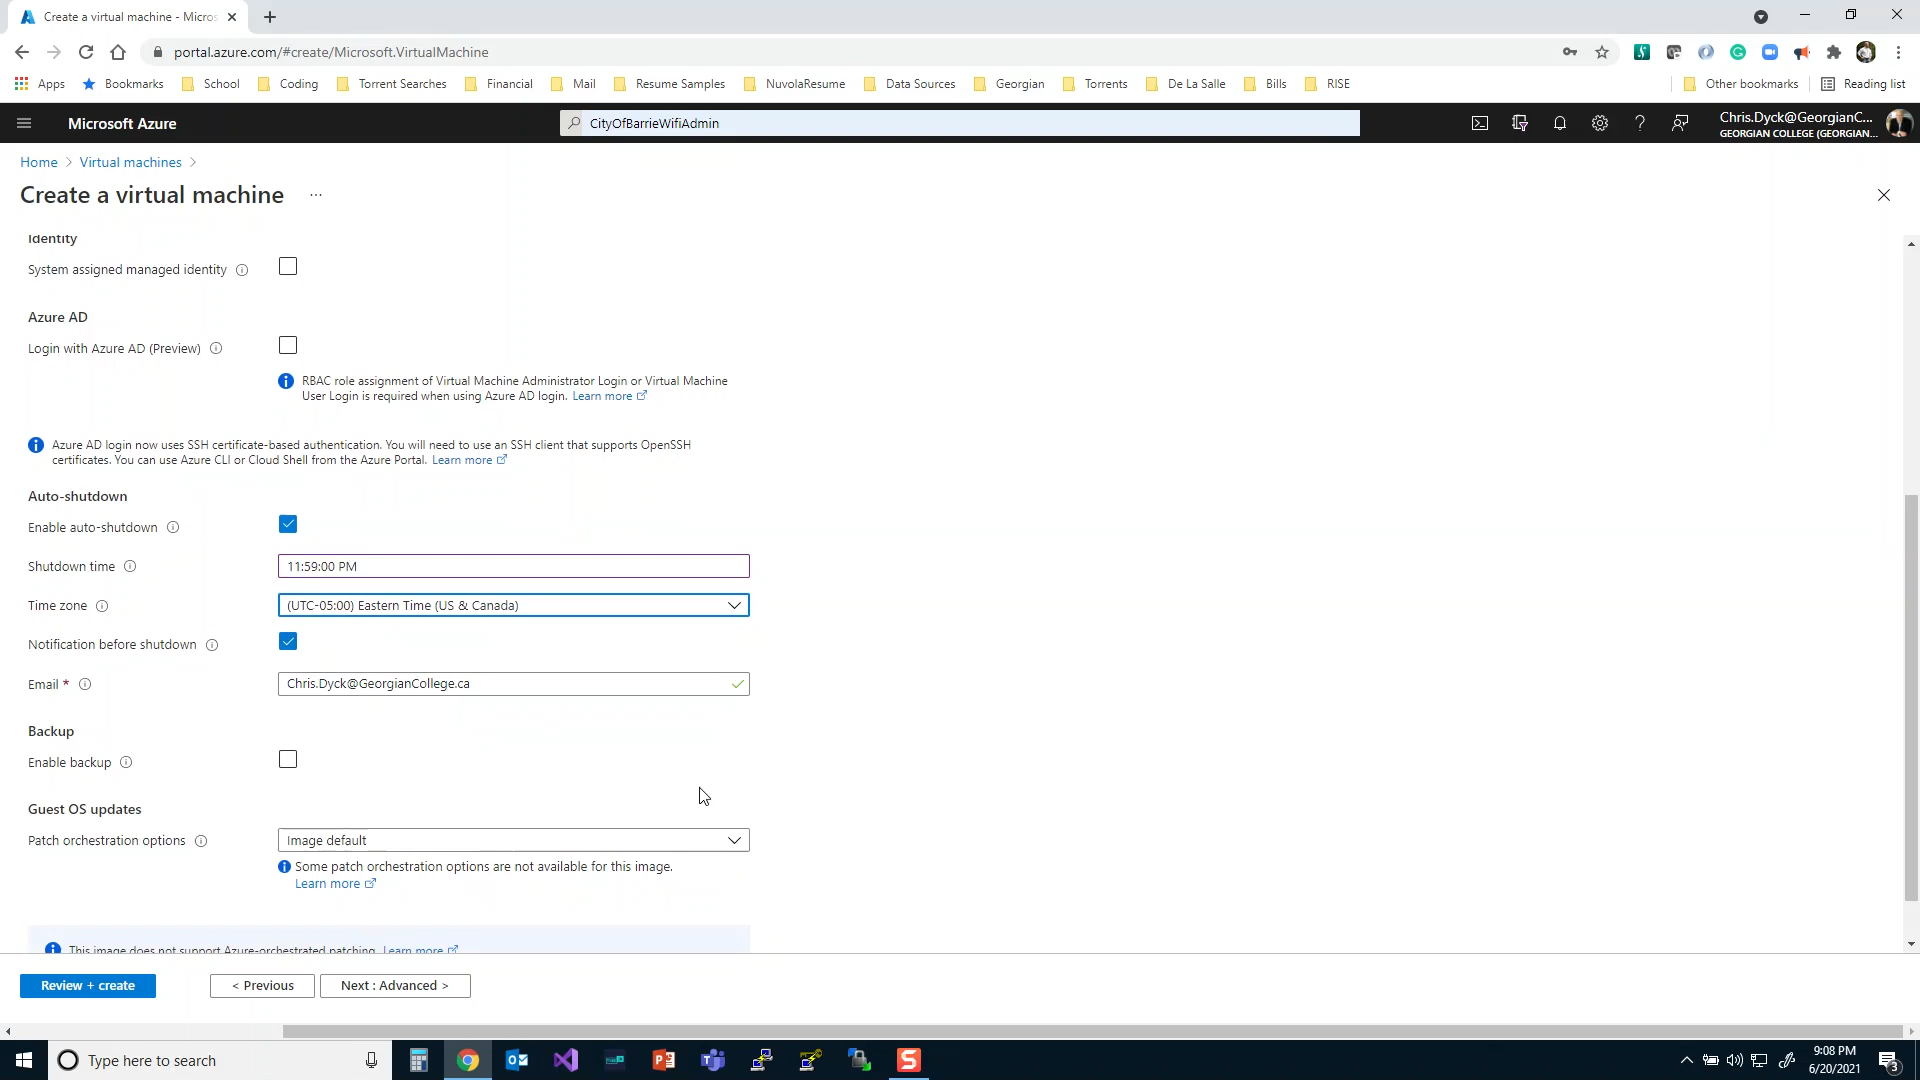 Create a virtual machine - Micros
portal.azure.com/#create/Microsoft.VirtualMachine
Apps
Bookmarks
School
Coding
Torrent Searches
Financial
Mail
Resume Samples
NuvolaResume
Data Sources
Georgian
Torrents
De La Salle
Bills
RISE
Other bookmarks
Reading list
Microsoft Azure
CityOfBarrieWifiAdmin
Chris.Dyck@GeorgianC...
GEORGIAN COLLEGE (GEORGIAN...
Home > Virtual machines >
Create a virtual machine ...
Identity
System assigned managed identity
Azure AD
Login with Azure AD (Preview)
RBAC role assignment of Virtual Machine Administrator Login or Virtual Machine
User Login is required when using Azure AD login. Learn more
Azure AD login now uses SSH certificate-based authentication. You will need to use an SSH client that supports OpenSSH
certificates. You can use Azure CLI or Cloud Shell from the Azure Portal. Learn more
Auto-shutdown
Enable auto-shutdown
Shutdown time
11:59:00 PM
Time zone
(UTC-05:00) Eastern Time (US & Canada)
Notification before shutdown
Email *
Chris.Dyck@GeorgianCollege.ca
Backup
Enable backup
Guest OS updates
Patch orchestration options
Image default
Some patch orchestration options are not available for this image.
Learn more
This image does not support Azure-orchestrated patching. Learn more
Review + create
< Previous
Next : Advanced >
Type here to search
9:08 PM
6/20/2021
3